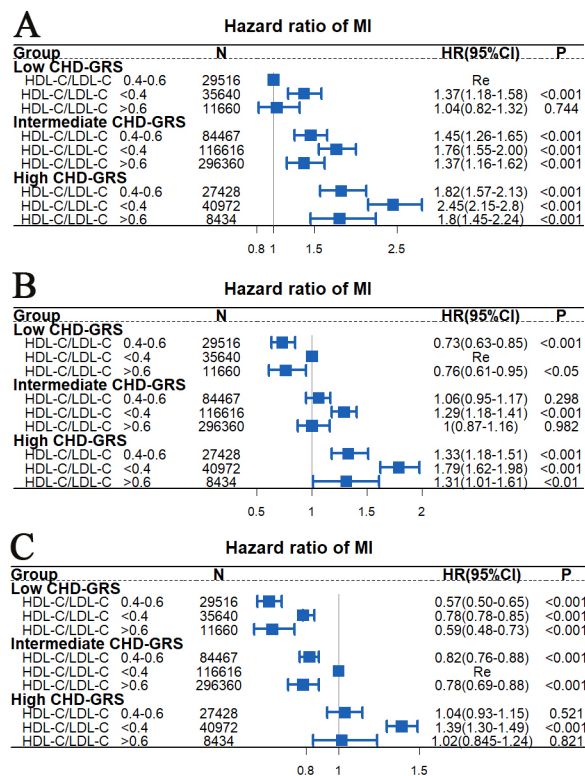 A
Hazard ratio of MI
Group N HR(95%CI) P
Low CHD-GRS
HDL-C/LDL-C 0.4-0.6 29516 Re
HDL-C/LDL-C <0.4 35640 1.37(1.18-1.58) <0.001
HDL-C/LDL-C >0.6 11660 1.04(0.82-1.32) 0.744
Intermediate CHD-GRS
HDL-C/LDL-C 0.4-0.6 84467 1.45(1.26-1.65) <0.001
HDL-C/LDL-C <0.4 116616 1.76(1.55-2.00) <0.001
HDL-C/LDL-C >0.6 296360 1.37(1.16-1.62) <0.001
High CHD-GRS
HDL-C/LDL-C 0.4-0.6 27428 1.82(1.57-2.13) <0.001
HDL-C/LDL-C <0.4 40972 2.45(2.15-2.8) <0.001
HDL-C/LDL-C >0.6 8434 1.8(1.45-2.24) <0.001
0.8 1 1.5 2.5
B
Hazard ratio of MI
Group N HR(95%CI) P
Low CHD-GRS
HDL-C/LDL-C 0.4-0.6 29516 0.73(0.63-0.85) <0.001
HDL-C/LDL-C <0.4 35640 Re
HDL-C/LDL-C >0.6 11660 0.76(0.61-0.95) <0.05
Intermediate CHD-GRS
HDL-C/LDL-C 0.4-0.6 84467 1.06(0.95-1.17) 0.298
HDL-C/LDL-C <0.4 116616 1.29(1.18-1.41) <0.001
HDL-C/LDL-C >0.6 296360 1(0.87-1.16) 0.982
High CHD-GRS
HDL-C/LDL-C 0.4-0.6 27428 1.33(1.18-1.51) <0.001
HDL-C/LDL-C <0.4 40972 1.79(1.62-1.98) <0.001
HDL-C/LDL-C >0.6 8434 1.31(1.01-1.61) <0.01
0.5 1 1.5 2
C
Hazard ratio of MI
Group N HR(95%CI) P
Low CHD-GRS
HDL-C/LDL-C 0.4-0.6 29516 0.57(0.50-0.65) <0.001
HDL-C/LDL-C <0.4 35640 0.78(0.78-0.85) <0.001
HDL-C/LDL-C >0.6 11660 0.59(0.48-0.73) <0.001
Intermediate CHD-GRS
HDL-C/LDL-C 0.4-0.6 84467 0.82(0.76-0.88) <0.001
HDL-C/LDL-C <0.4 116616 Re
HDL-C/LDL-C >0.6 296360 0.78(0.69-0.88) <0.001
High CHD-GRS
HDL-C/LDL-C 0.4-0.6 27428 1.04(0.93-1.15) 0.521
HDL-C/LDL-C <0.4 40972 1.39(1.30-1.49) <0.001
HDL-C/LDL-C >0.6 8434 1.02(0.845-1.24) 0.821
0.8 1 1.5